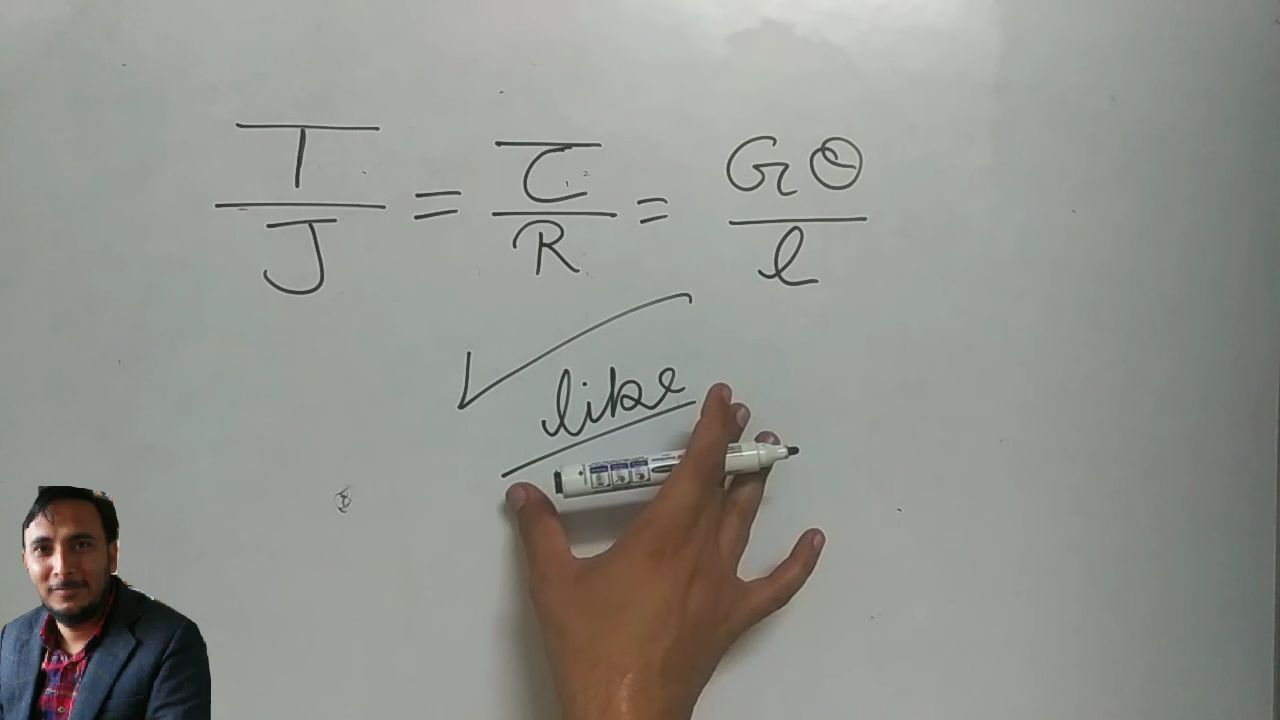 T/J = τ/R = Gθ/l
like